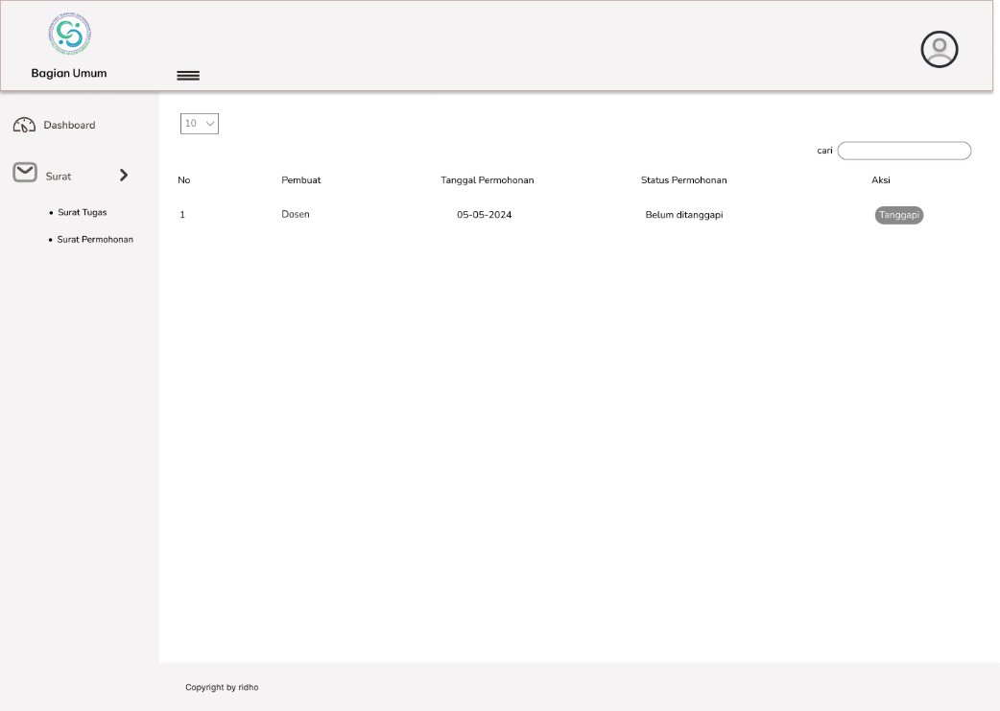 Bagian Umum
Dashboard
Surat
Surat Tugas
Surat Permohonan
10
cari
No Pembuat Tanggal Permohonan Status Permohonan Aksi
1 Dosen 05-05-2024 Belum ditanggapi Tanggapi
Copyright by ridho